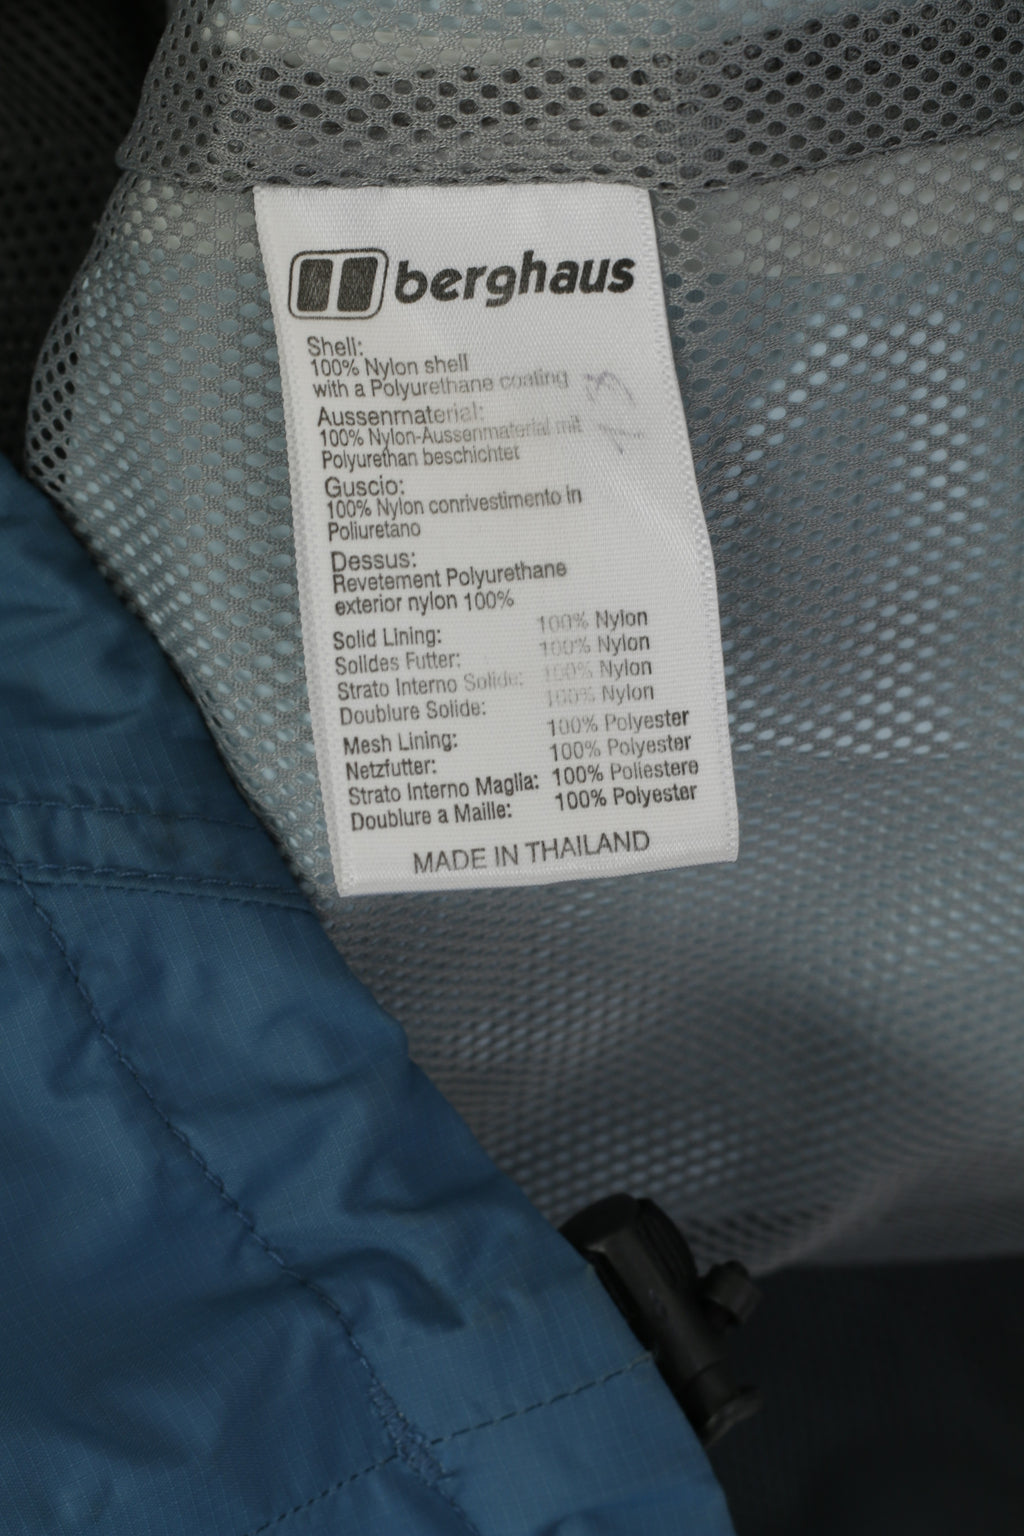 berghaus
Shell:
100% Nylon shell
with a Polyurethane coating
Aussenmaterial:
100% Nylon-Aussenmaterial mit
Polyurethan beschichtet
Guscio:
100% Nylon conrivestimento in
Poliuretano
Dessus:
Revetement Polyurethane
exterior nylon 100%
Solid Lining: 100% Nylon
Solides Futter: 100% Nylon
Strato Interno Solide: 100% Nylon
Doublure Solide: 100% Nylon
Mesh Lining: 100% Polyester
Netzfutter: 100% Polyester
Strato Interno Maglia: 100% Poliestere
Doublure a Maille: 100% Polyester
MADE IN THAILAND